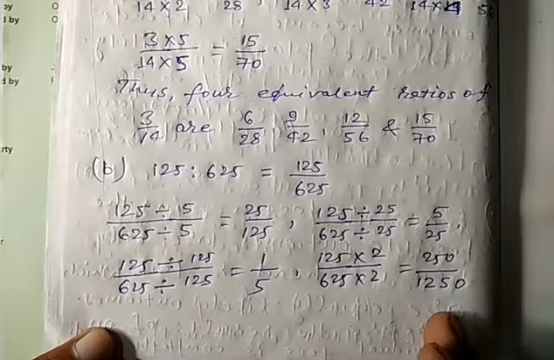 14×2 28 14×3 42 14×4 56
3×5/14×5 = 15/70
Thus, four equivalent ratios of
3/14 are 6/28, 9/42, 12/56 & 15/70
(b) 125 : 625 = 125/625
125 ÷ 15/625 ÷ 5 = 25/125, 125 ÷ 25/625 ÷ 25 = 5/25,
125 ÷ 125/625 ÷ 125 = 1/5, 125 × 2/625 × 2 = 250/1250